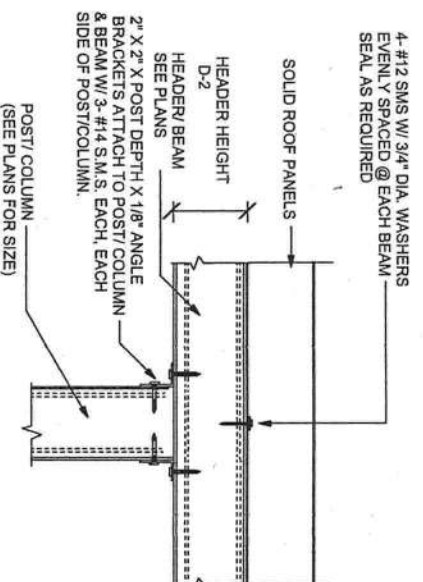 4- #12 SMS W/ 3/4" DIA. WASHERS
EVENLY SPACED @ EACH BEAM
SEAL AS REQUIRED
SOLID ROOF PANELS
HEADER HEIGHT
D-2
HEADER/ BEAM
SEE PLANS
2" X 2" X POST DEPTH X 1/8" ANGLE
BRACKETS ATTACH TO POST/ COLUMN
& BEAM W/ 3- #14 S.M.S. EACH, EACH
SIDE OF POST/COLUMN.
POST/ COLUMN
(SEE PLANS FOR SIZE)